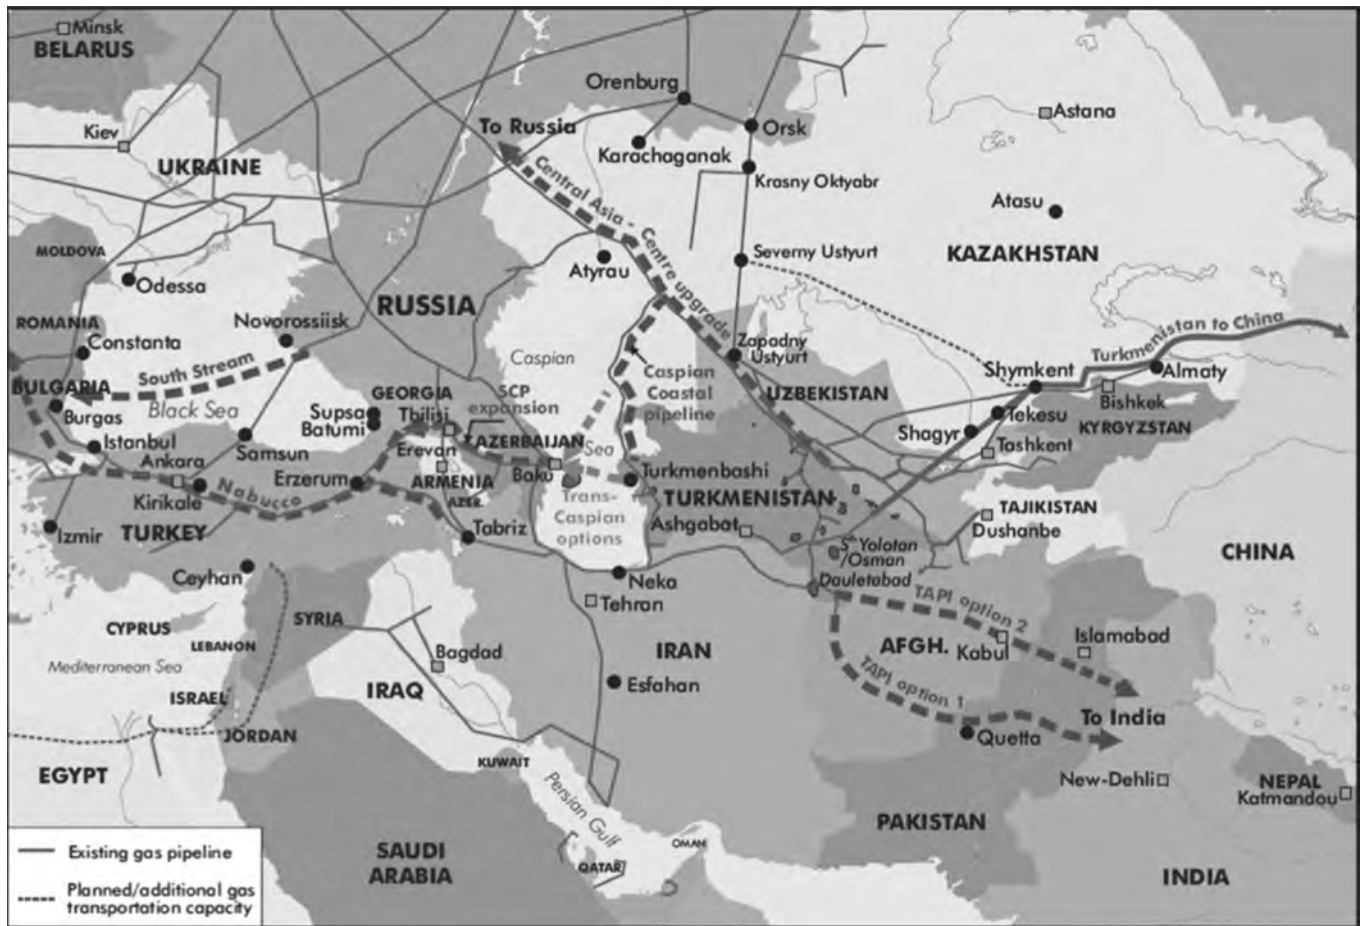 Minsk
BELARUS
Orenburg
Astana
To Russia
Orsk
Kiev
Karachaganak
UKRAINE
Central Asia - Centre upgrade
Krasny Oktyabr
Atasu
MOLDOVA
Severny Ustyurt
KAZAKHSTAN
Atyrau
Odessa
RUSSIA
ROMANIA
Novorossiisk
Constanta
Turkmenistan to China
Caspian
Zapadny
Ustyurt
South Stream
Shymkent
Almaty
BULGARIA
GEORGIA
SCP
expansion
Caspian
Coastal
pipeline
UZBEKISTAN
Bishkek
Burgas
Black Sea
Supsa
Batumi
Tbilisi
Tekesu
KYRGYZSTAN
Istanbul
Samsun
Erevan
AZERBAIJAN
Sea
Shagyr
Tashkent
Ankara
Erzerum
ARMENIA
Baku
Turkmenbashi
Kirikale
Nabucco
AZER.
Trans-
Caspian
options
TURKMENISTAN
TAJIKISTAN
Izmir
TURKEY
Tabriz
Ashgabat
Dushanbe
CHINA
Sth Yolotan
/Osman
Ceyhan
Neka
Dauletabad
Tehran
TAPI option 2
CYPRUS
SYRIA
LEBANON
Islamabad
Mediterranean Sea
Bagdad
IRAN
AFGH.
Kabul
ISRAEL
IRAQ
Esfahan
TAPI option 1
JORDAN
To India
Quetta
KUWAIT
EGYPT
New-Dehli
NEPAL
Katmandou
Persian Gulf
PAKISTAN
OMAN
QATAR
SAUDI
ARABIA
INDIA
Existing gas pipeline
Planned/additional gas
transportation capacity